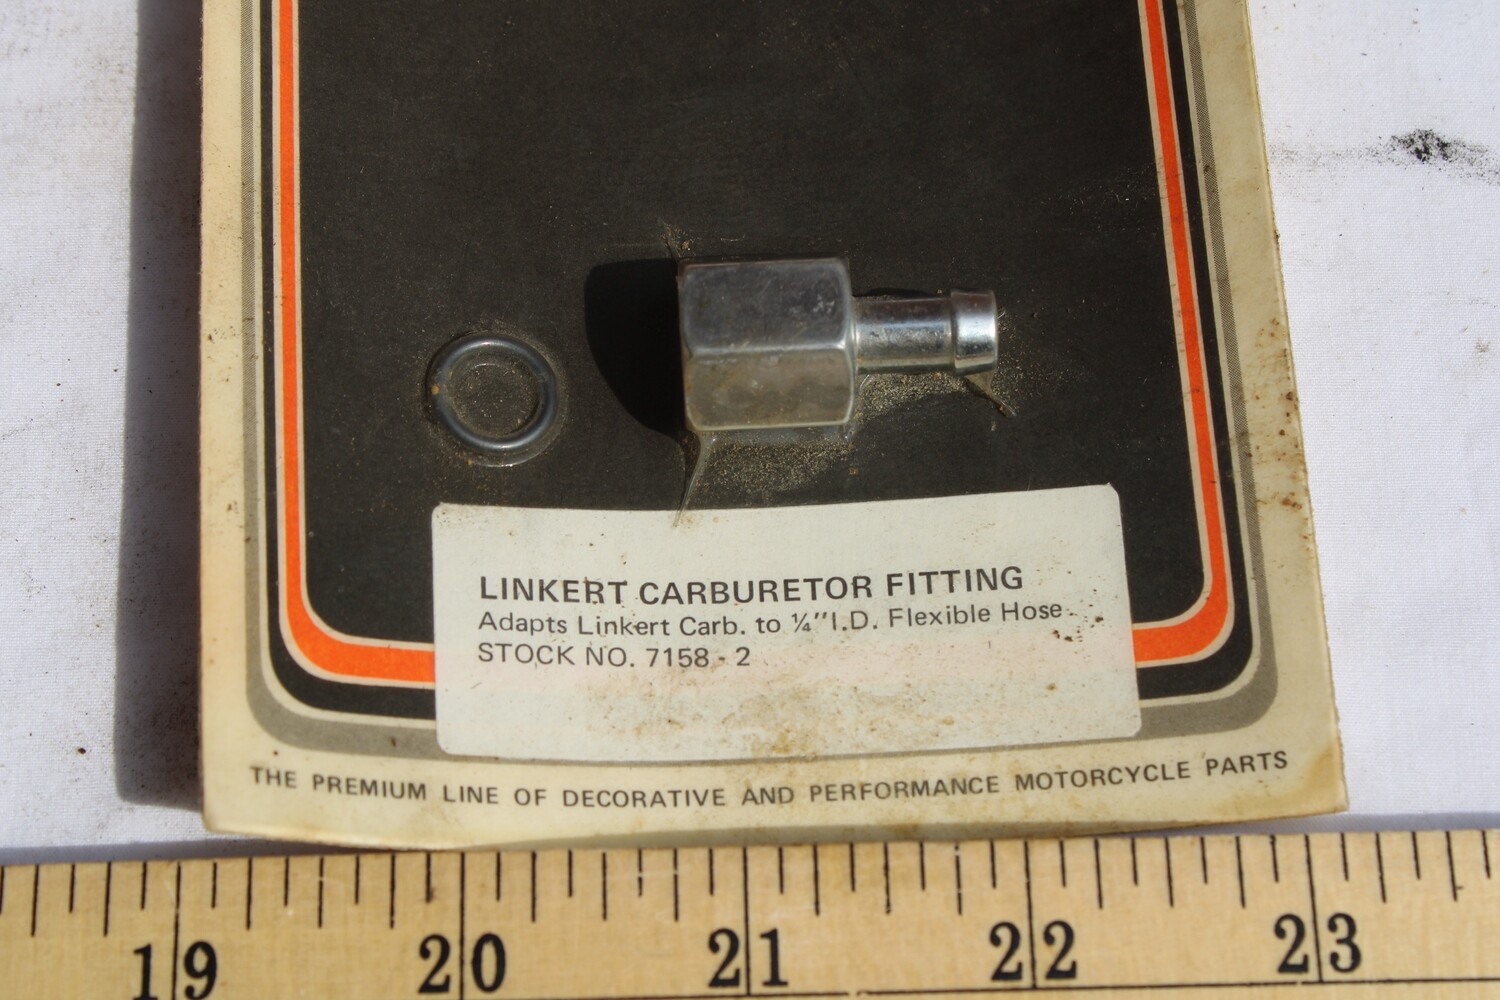 LINKERT CARBURETOR FITTING
Adapts Linkert Carb. to ¼" I.D. Flexible Hose
STOCK NO. 7158-2
THE PREMIUM LINE OF DECORATIVE AND PERFORMANCE MOTORCYCLE PARTS
19 20 21 22 23